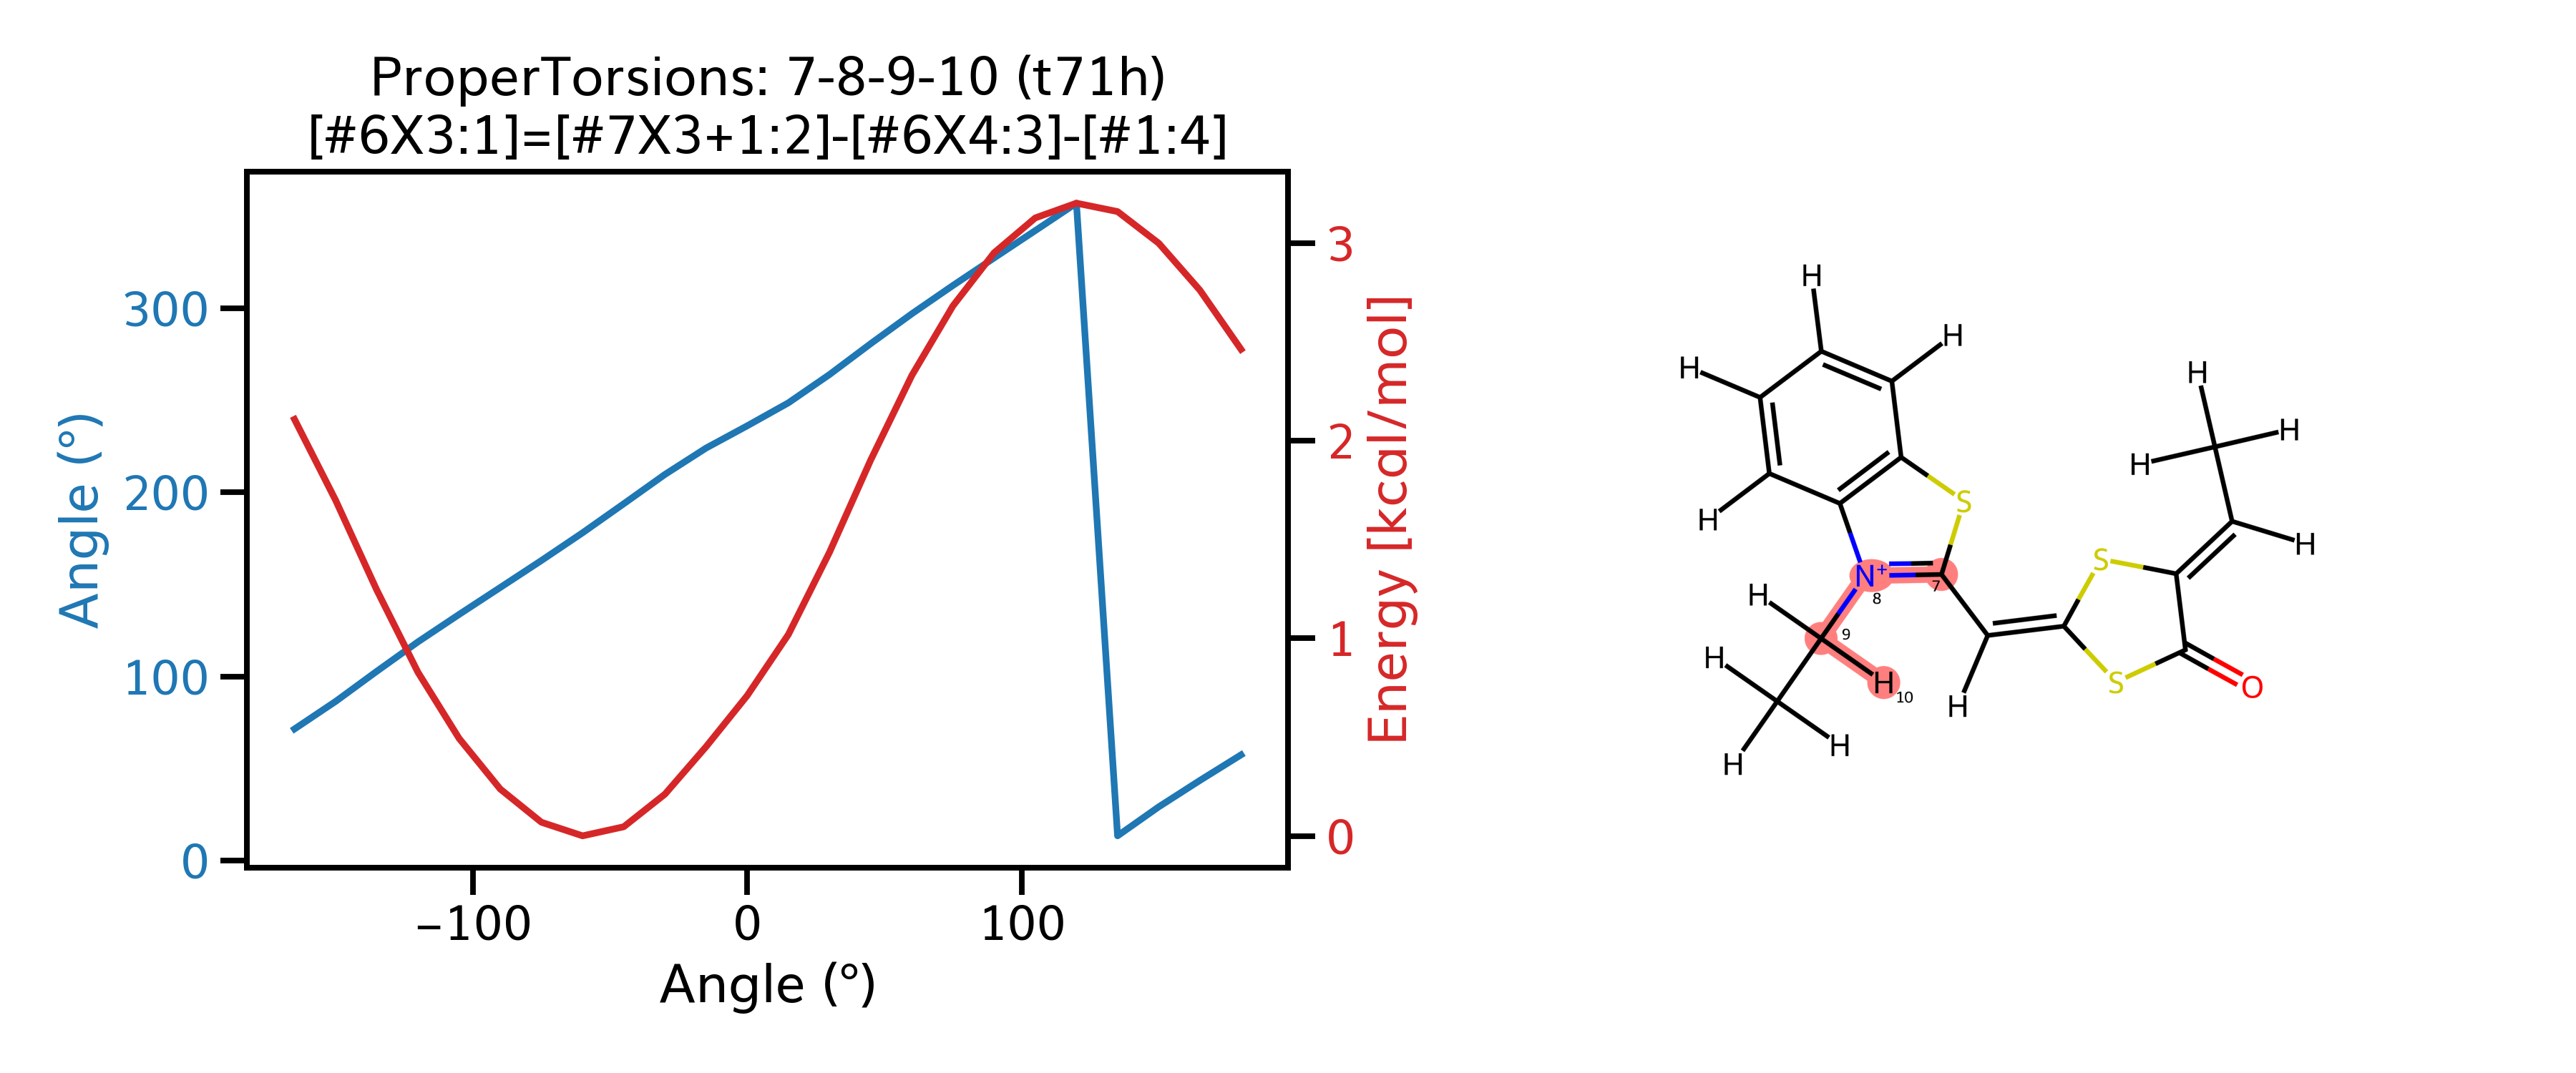 ProperTorsions: 7-8-9-10 (t71h)
[#6X3:1]=[#7X3+1:2]-[#6X4:3]-[#1:4]
Angle (°)
300
200
100
0
−100
0
100
Angle (°)
3
2
1
0
Energy [kcal/mol]
H
H
H
H
H
H
H
S
S
H
N+
7
8
H
9
H
H
10
S
O
H
H
H